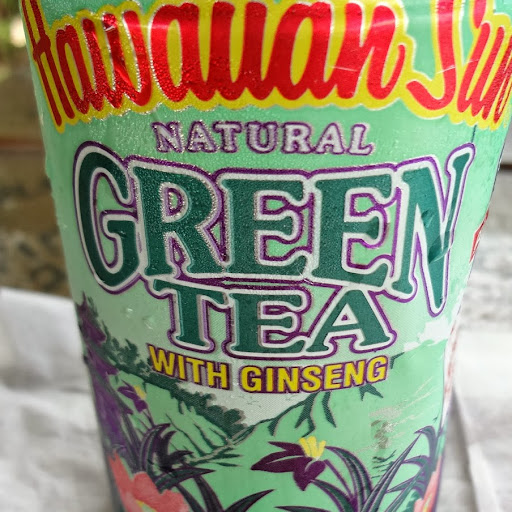 Hawaiian Sun
NATURAL
GREEN
TEA
WITH GINSENG